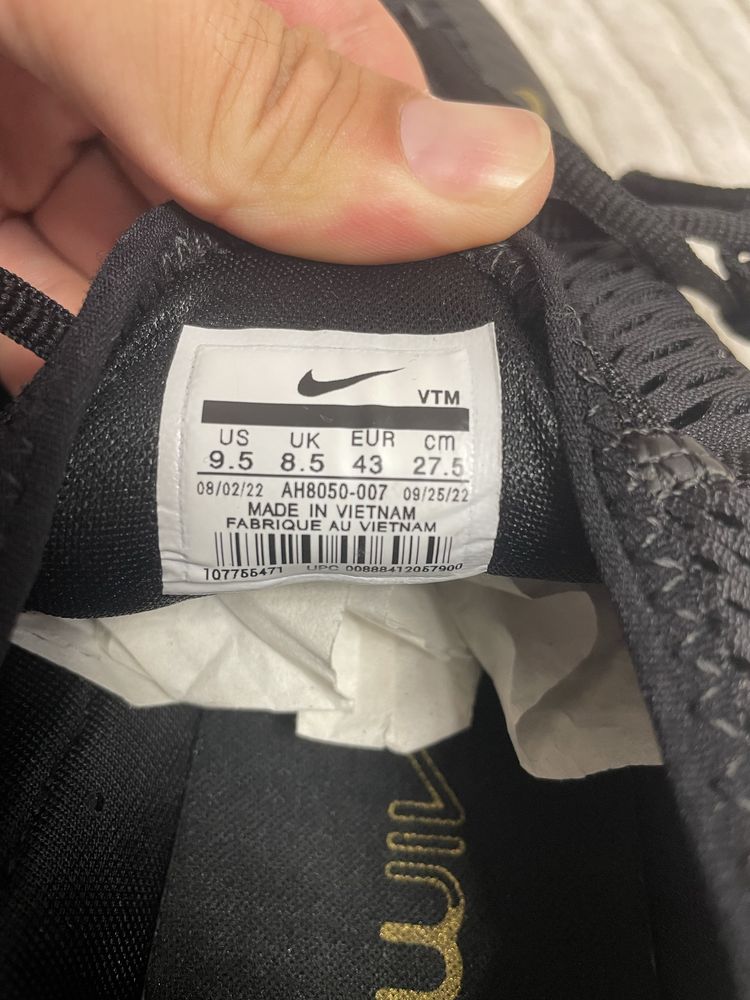 VTM
US UK EUR cm
9.5 8.5 43 27.5
08/02/22 AH8050-007 09/25/22
MADE IN VIETNAM
FABRIQUE AU VIETNAM
107755471 UPC 00888412057900